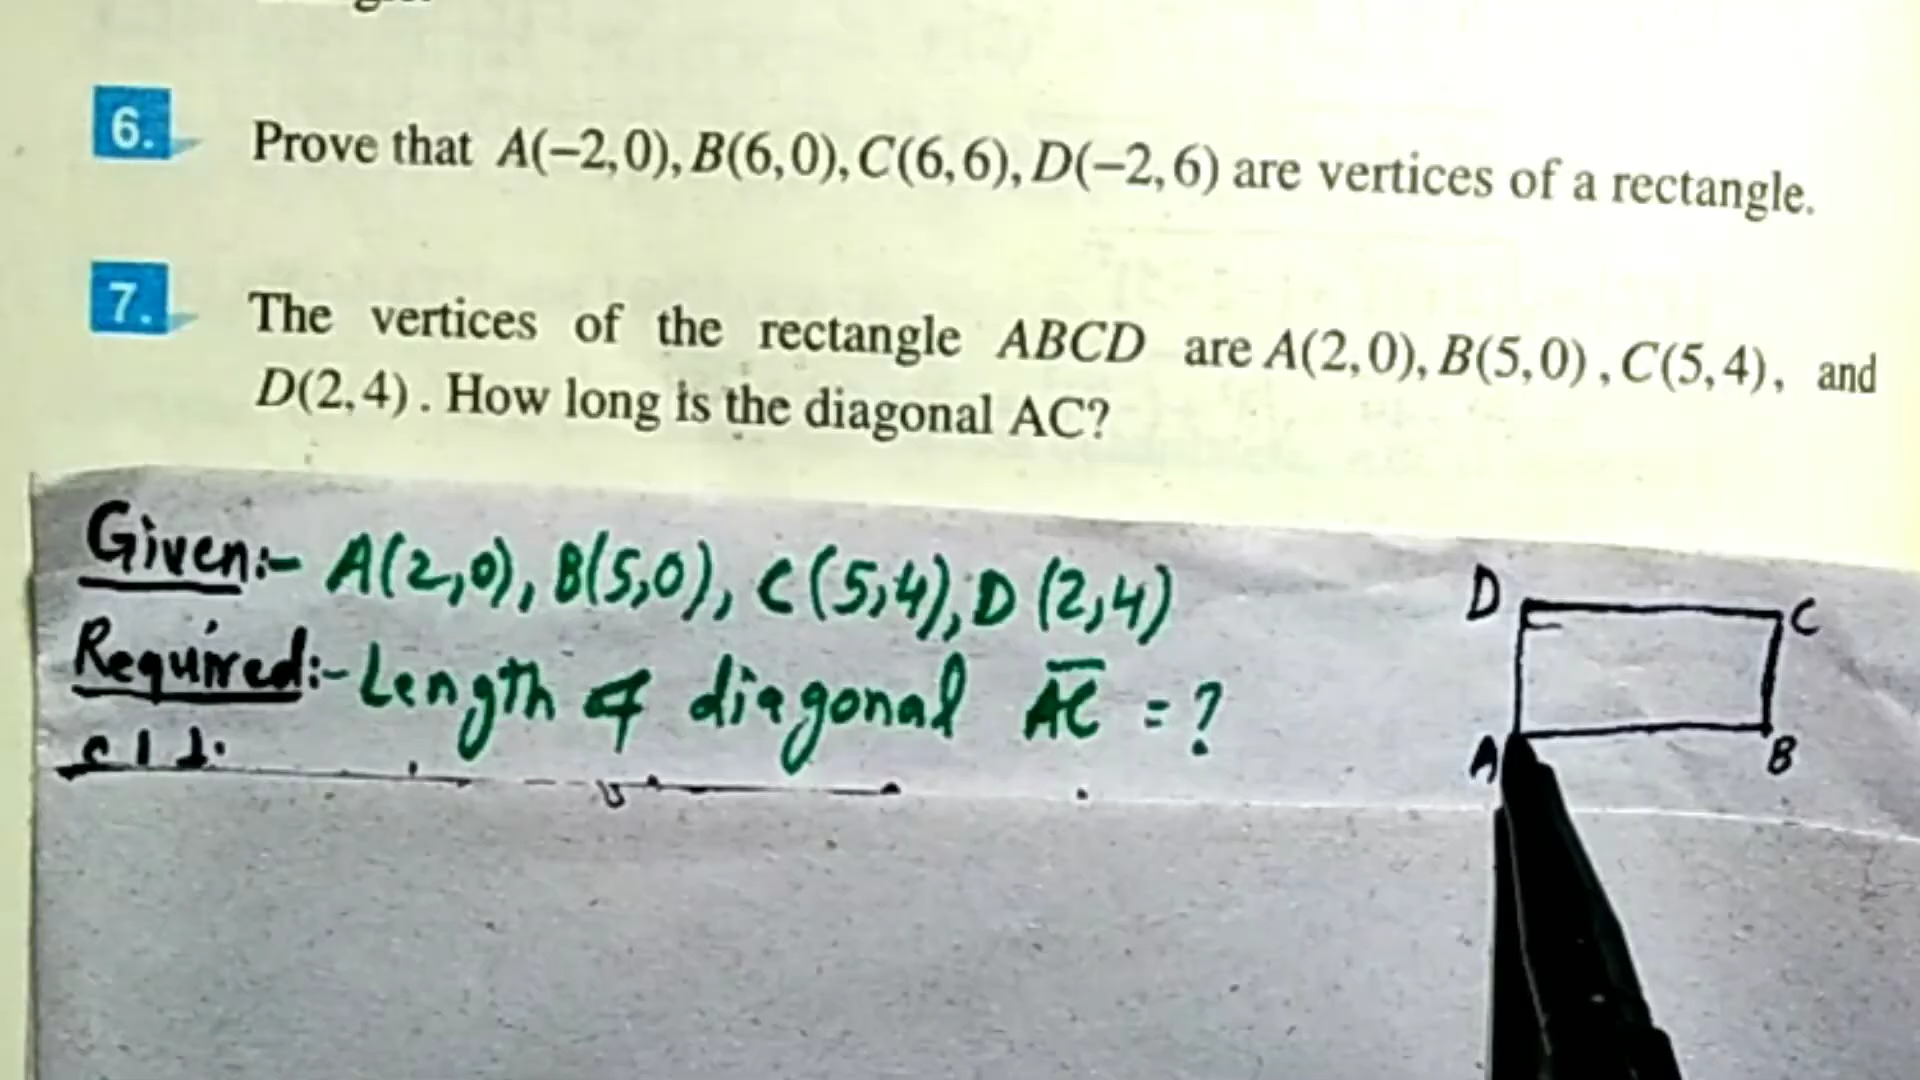 6. Prove that A(−2,0), B(6,0), C(6,6), D(−2,6) are vertices of a rectangle.
7. The vertices of the rectangle ABCD are A(2,0), B(5,0), C(5,4), and
D(2,4). How long is the diagonal AC?
Given:- A(2,0), B(5,0), C(5,4), D(2,4)
Required:- Length of diagonal A̅C̅ = ?
D C
A B